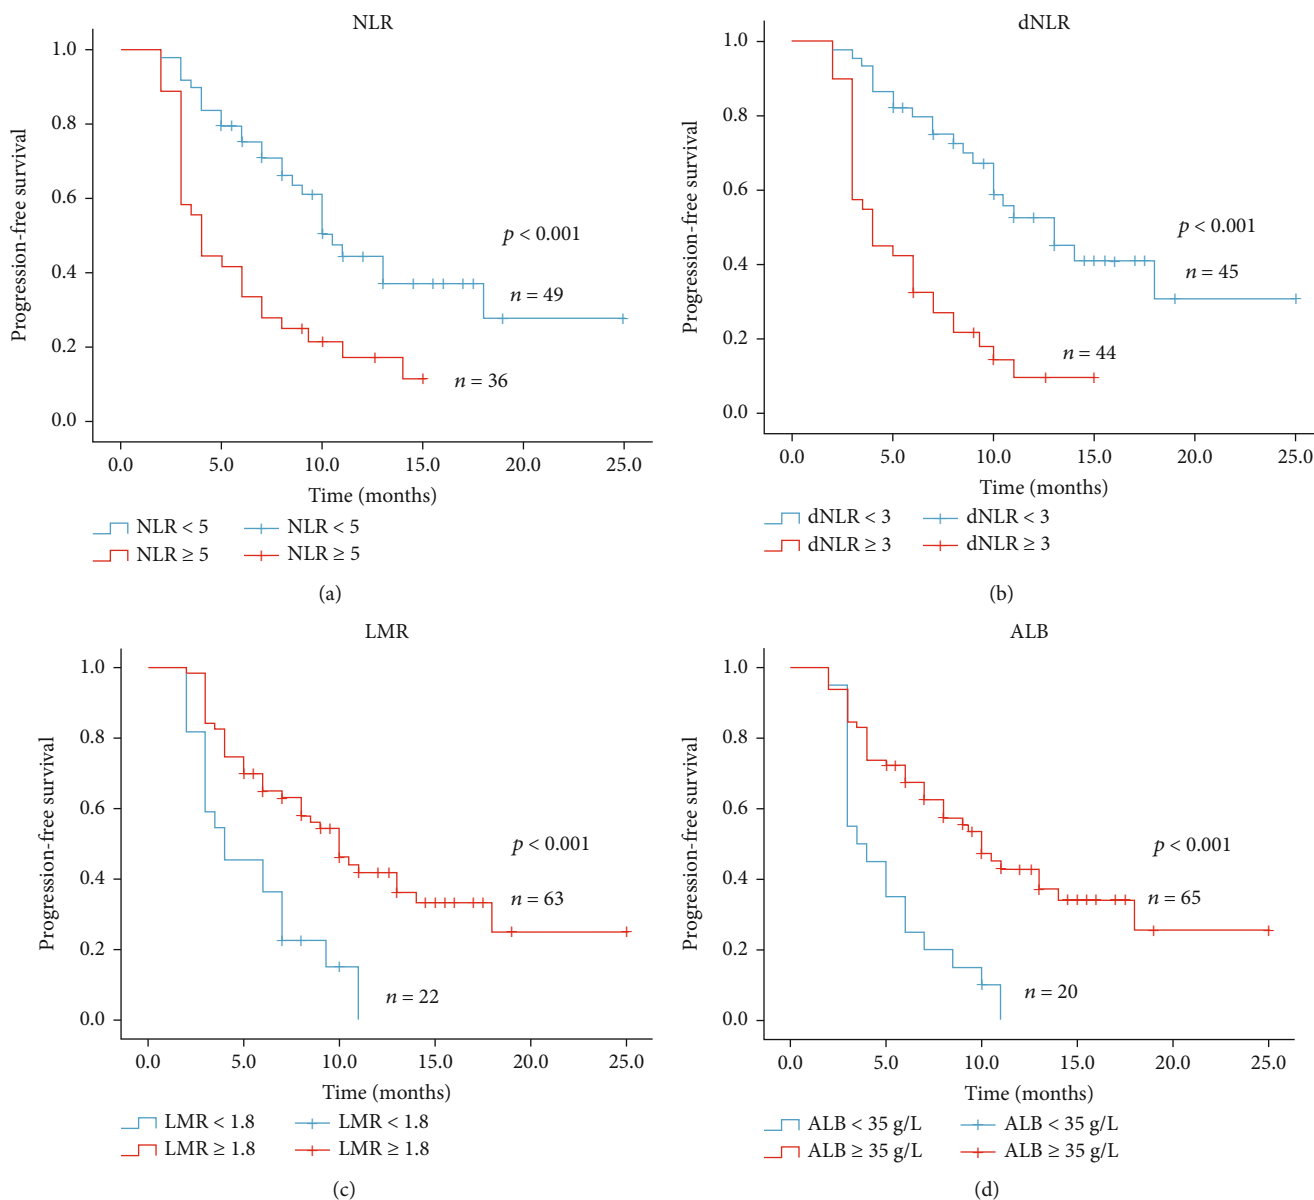 NLR
1.0
0.8
0.6
0.4
0.2
0.0
Progression-free survival
p < 0.001
n = 49
n = 36
0.0 5.0 10.0 15.0 20.0 25.0
Time (months)
NLR < 5 NLR < 5
NLR ≥ 5 NLR ≥ 5
(a)
dNLR
1.0
0.8
0.6
0.4
0.2
0.0
Progression-free survival
p < 0.001
n = 45
n = 44
0.0 5.0 10.0 15.0 20.0 25.0
Time (months)
dNLR < 3 dNLR < 3
dNLR ≥ 3 dNLR ≥ 3
(b)
LMR
1.0
0.8
0.6
0.4
0.2
0.0
Progression-free survival
p < 0.001
n = 63
n = 22
0.0 5.0 10.0 15.0 20.0 25.0
Time (months)
LMR < 1.8 LMR < 1.8
LMR ≥ 1.8 LMR ≥ 1.8
(c)
ALB
1.0
0.8
0.6
0.4
0.2
0.0
Progression-free survival
p < 0.001
n = 65
n = 20
0.0 5.0 10.0 15.0 20.0 25.0
Time (months)
ALB < 35 g/L ALB < 35 g/L
ALB ≥ 35 g/L ALB ≥ 35 g/L
(d)